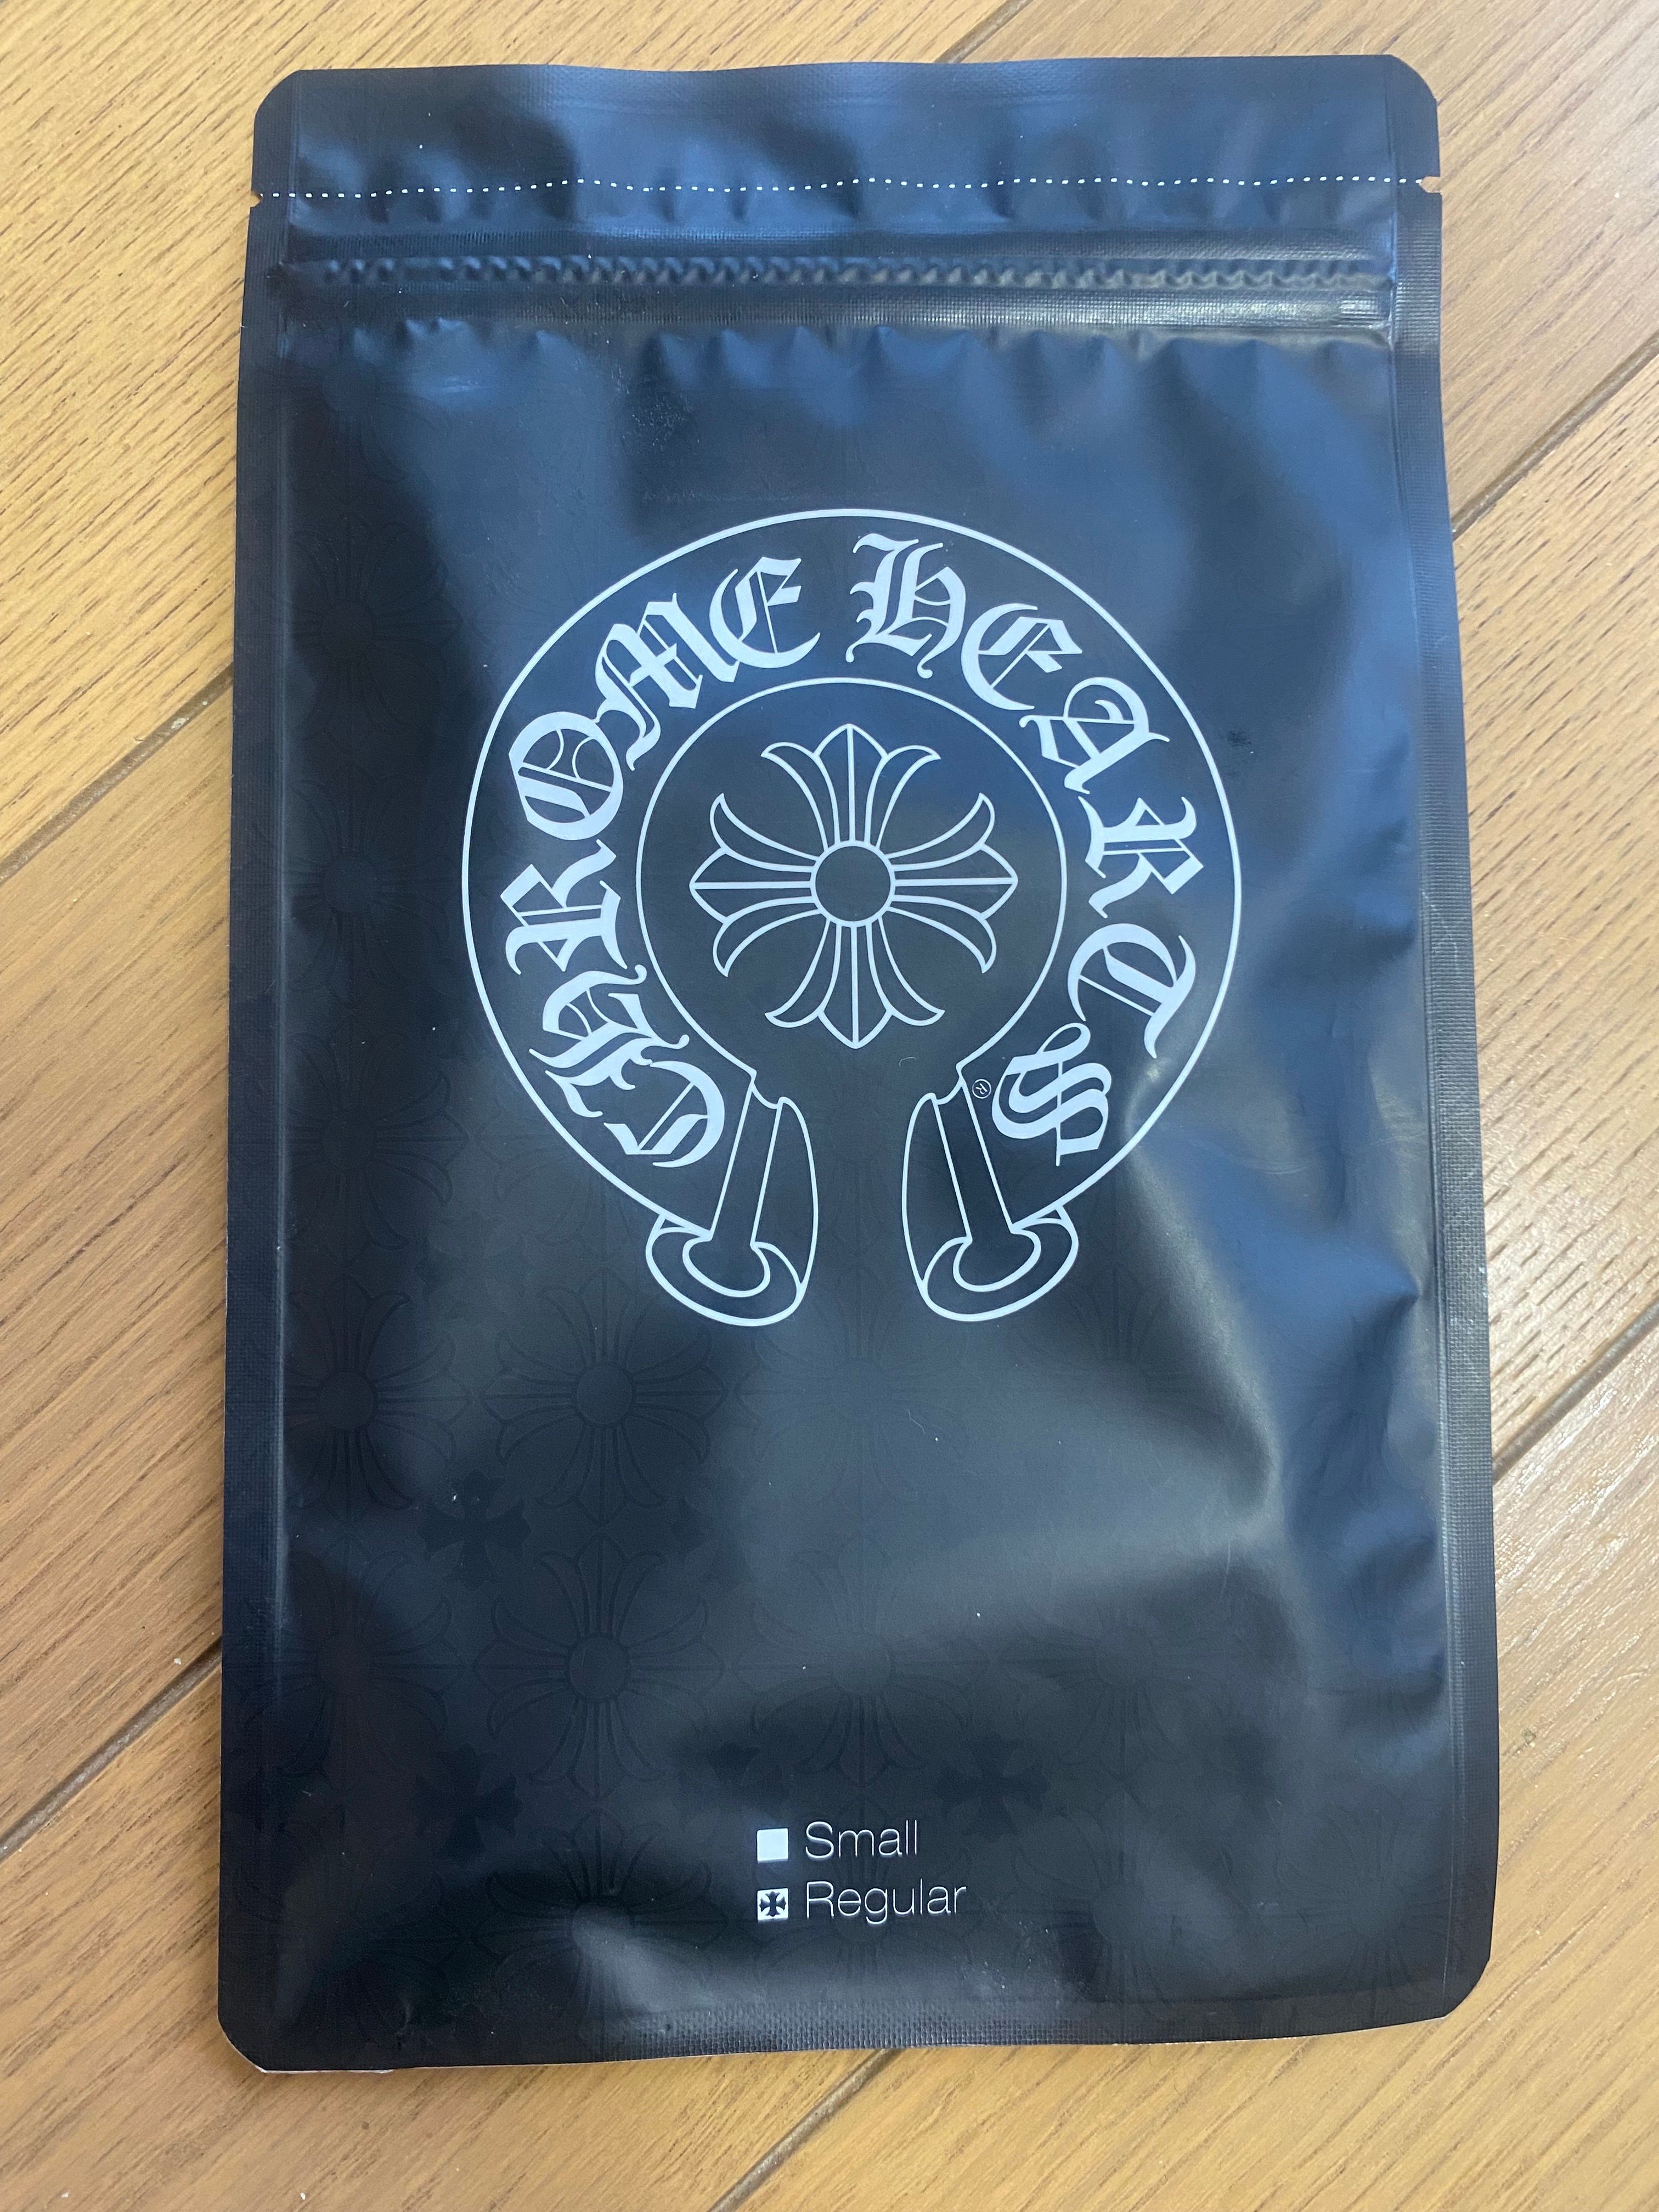 CHROME HEARTS
®
Small
Regular